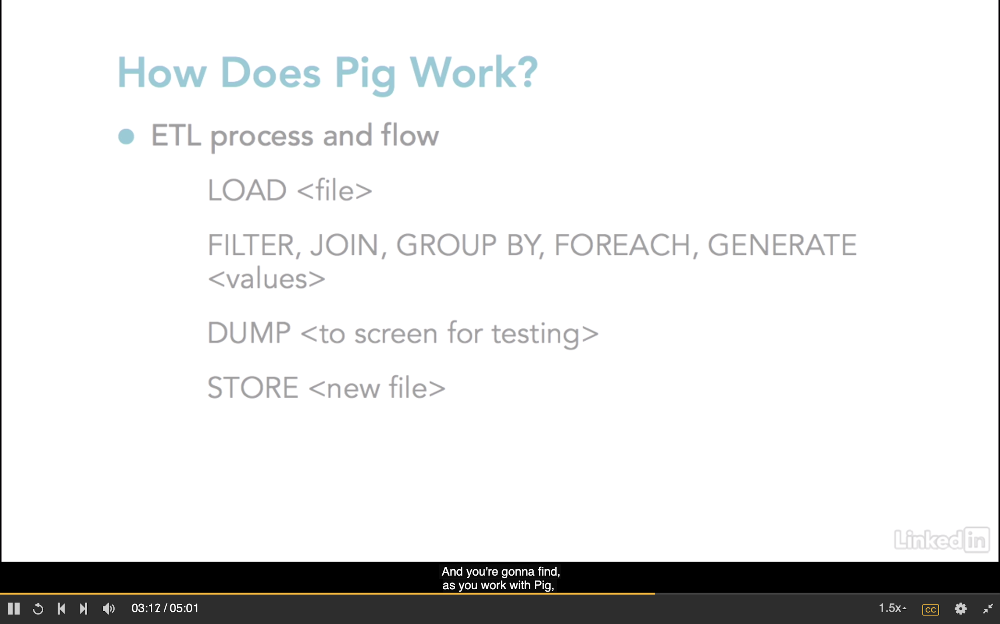 How Does Pig Work?
ETL process and flow
LOAD <file>
FILTER, JOIN, GROUP BY, FOREACH, GENERATE
<values>
DUMP <to screen for testing>
STORE <new file>
Linked in
And you're gonna find,
as you work with Pig,
03:17 / 05:01
1.5x
CC